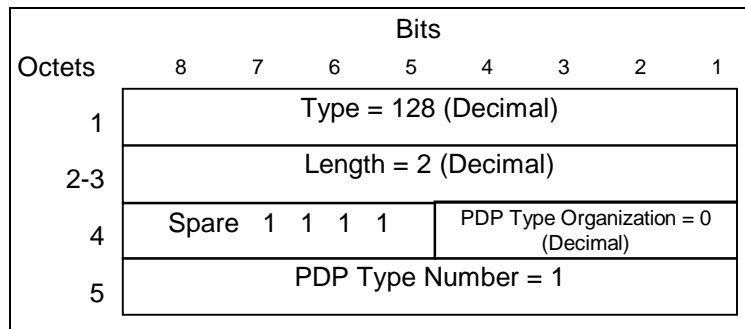 Bits
Octets 8 7 6 5 4 3 2 1
1 Type = 128 (Decimal)
2-3 Length = 2 (Decimal)
4 Spare 1 1 1 1 PDP Type Organization = 0
(Decimal)
5 PDP Type Number = 1